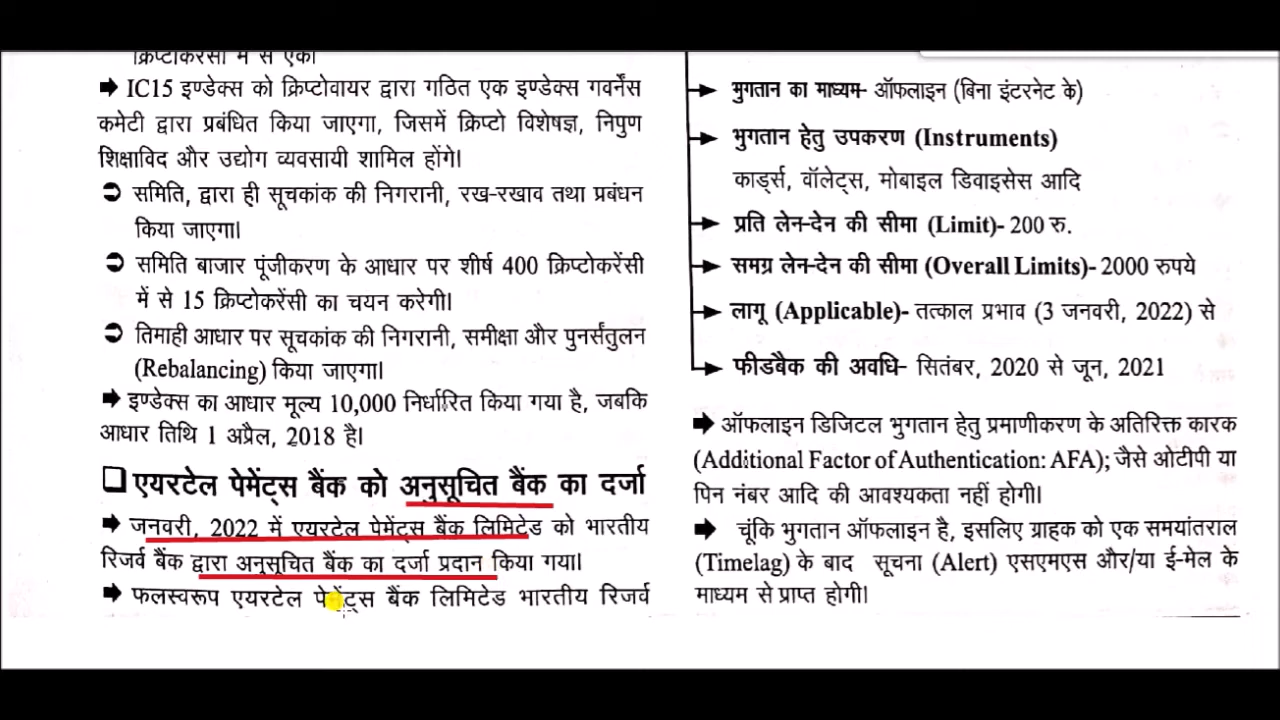 क्रिप्टोकरेंसी में से एक।
➡ IC15 इण्डेक्स को क्रिप्टोवायर द्वारा गठित एक इण्डेक्स गवर्नेंस
कमेटी द्वारा प्रबंधित किया जाएगा, जिसमें क्रिप्टो विशेषज्ञ, निपुण
शिक्षाविद और उद्योग व्यवसायी शामिल होंगे।
➲ समिति, द्वारा ही सूचकांक की निगरानी, रख-रखाव तथा प्रबंधन
किया जाएगा।
➲ समिति बाजार पूंजीकरण के आधार पर शीर्ष 400 क्रिप्टोकरेंसी
में से 15 क्रिप्टोकरेंसी का चयन करेगी।
➲ तिमाही आधार पर सूचकांक की निगरानी, समीक्षा और पुनर्संतुलन
(Rebalancing) किया जाएगा।
➡ इण्डेक्स का आधार मूल्य 10,000 निर्धारित किया गया है, जबकि
आधार तिथि 1 अप्रैल, 2018 है।
❑ एयरटेल पेमेंट्स बैंक को अनुसूचित बैंक का दर्जा
➡ जनवरी, 2022 में एयरटेल पेमेंट्स बैंक लिमिटेड को भारतीय
रिजर्व बैंक द्वारा अनुसूचित बैंक का दर्जा प्रदान किया गया।
➡ फलस्वरूप एयरटेल पेमेंट्स बैंक लिमिटेड भारतीय रिजर्व
भुगतान का माध्यम- ऑफलाइन (बिना इंटरनेट के)
भुगतान हेतु उपकरण (Instruments)
कार्ड्स, वॉलेट्स, मोबाइल डिवाइसेस आदि
प्रति लेन-देन की सीमा (Limit)- 200 रु.
समग्र लेन-देन की सीमा (Overall Limits)- 2000 रुपये
लागू (Applicable)- तत्काल प्रभाव (3 जनवरी, 2022) से
फीडबैक की अवधि- सितंबर, 2020 से जून, 2021
➡ ऑफलाइन डिजिटल भुगतान हेतु प्रमाणीकरण के अतिरिक्त कारक
(Additional Factor of Authentication: AFA); जैसे ओटीपी या
पिन नंबर आदि की आवश्यकता नहीं होगी।
➡ चूंकि भुगतान ऑफलाइन है, इसलिए ग्राहक को एक समयांतराल
(Timelag) के बाद सूचना (Alert) एसएमएस और/या ई-मेल के
माध्यम से प्राप्त होगी।